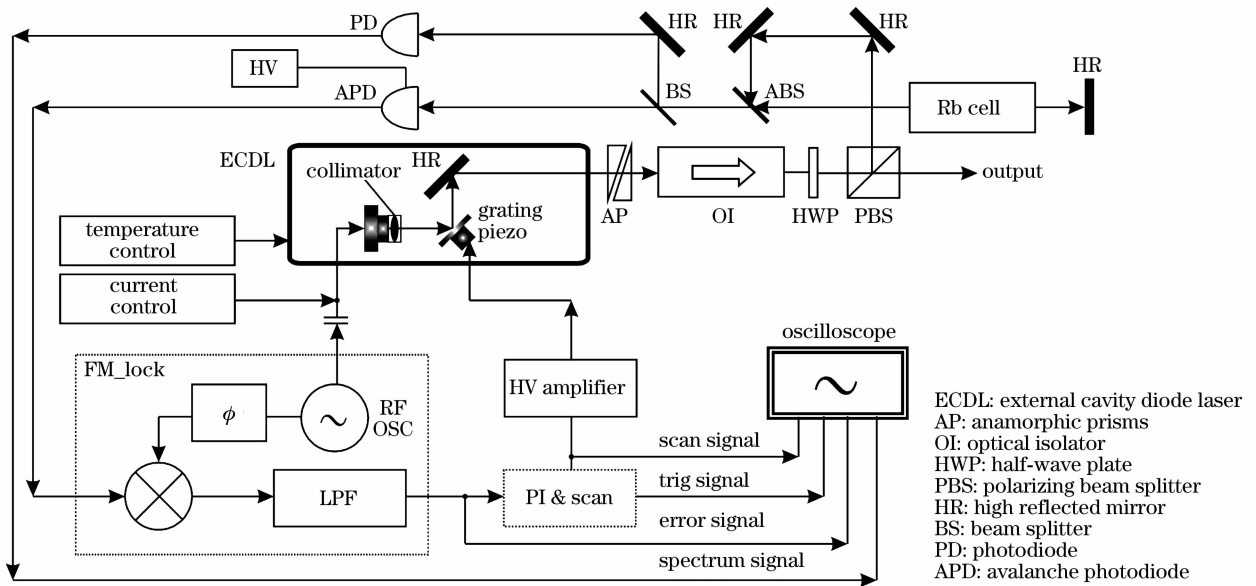 PD
HR
HR
HR
HV
HR
APD
BS
ABS
Rb cell
ECDL
collimator
HR
output
grating
piezo
AP
OI
HWP
PBS
temperature
control
current
control
oscilloscope
FM_lock
HV amplifier
ϕ
RF
OSC
scan signal
LPF
PI & scan
trig signal
error signal
spectrum signal
ECDL: external cavity diode laser
AP: anamorphic prisms
OI: optical isolator
HWP: half-wave plate
PBS: polarizing beam splitter
HR: high reflected mirror
BS: beam splitter
PD: photodiode
APD: avalanche photodiode